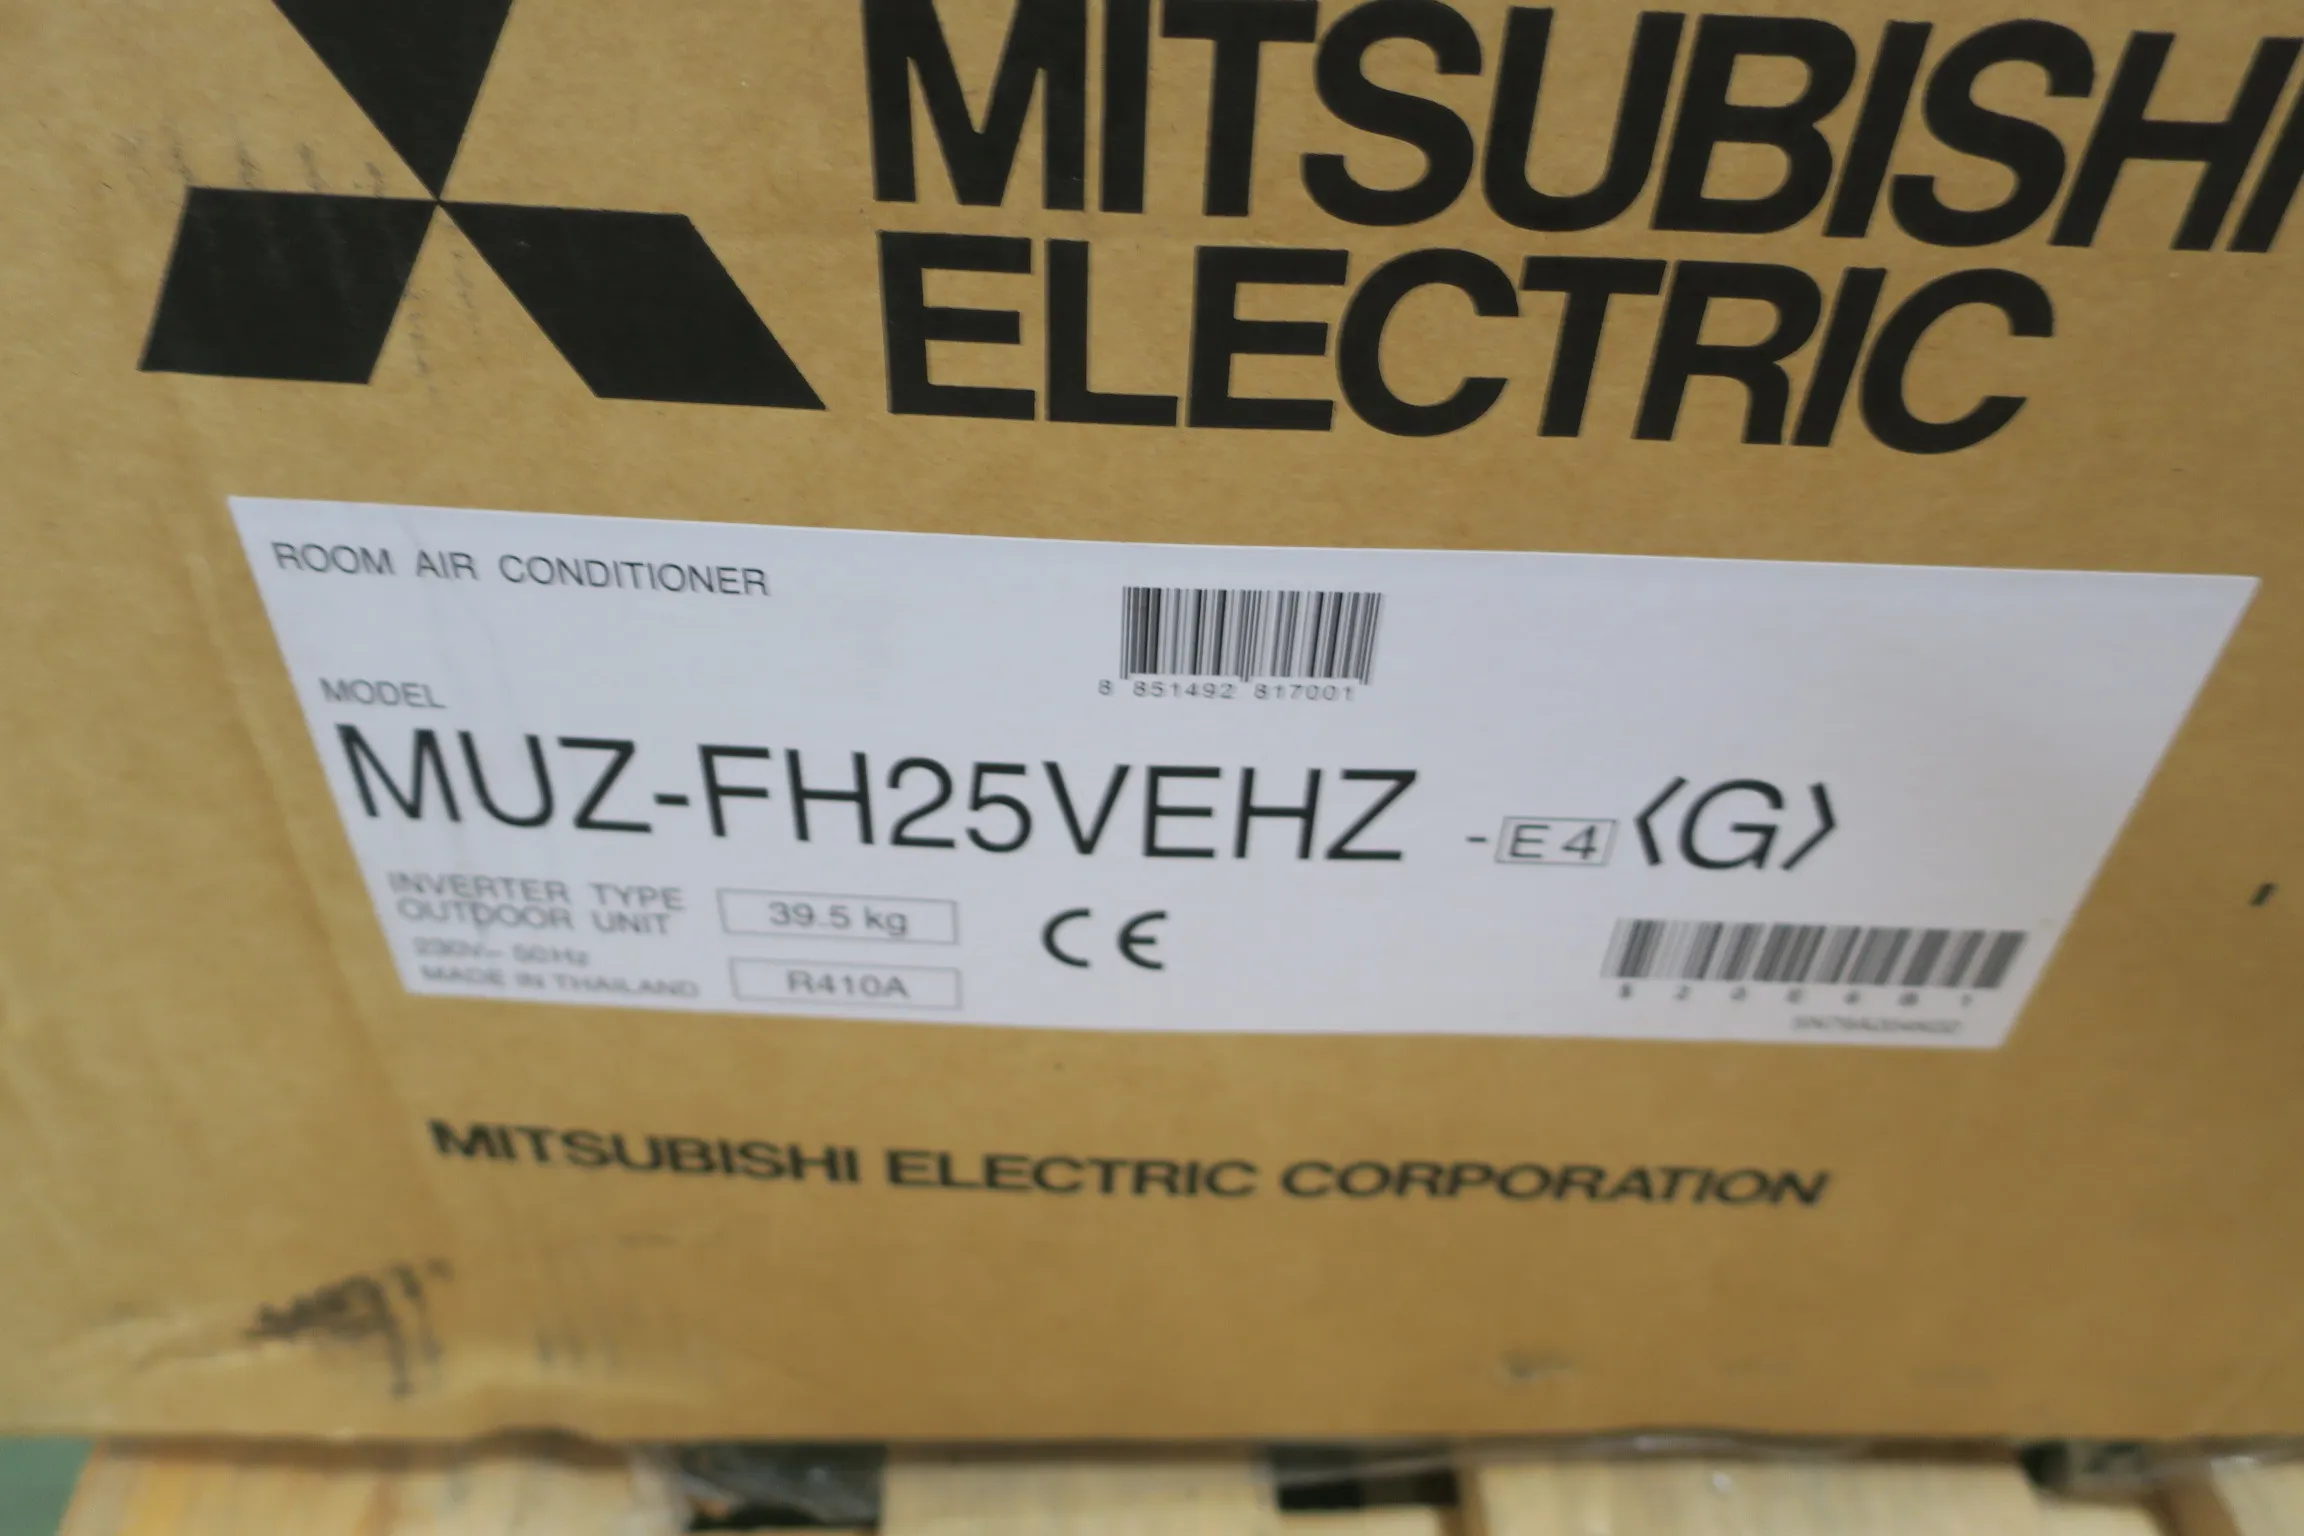 MITSUBISHI
ELECTRIC
ROOM AIR CONDITIONER
8 851492 817001
MODEL
MUZ-FH25VEHZ -E4 〈G〉
INVERTER TYPE
OUTDOOR UNIT
39.5 kg
CE
230V~ 50Hz
MADE IN THAILAND
R410A
MITSUBISHI ELECTRIC CORPORATION